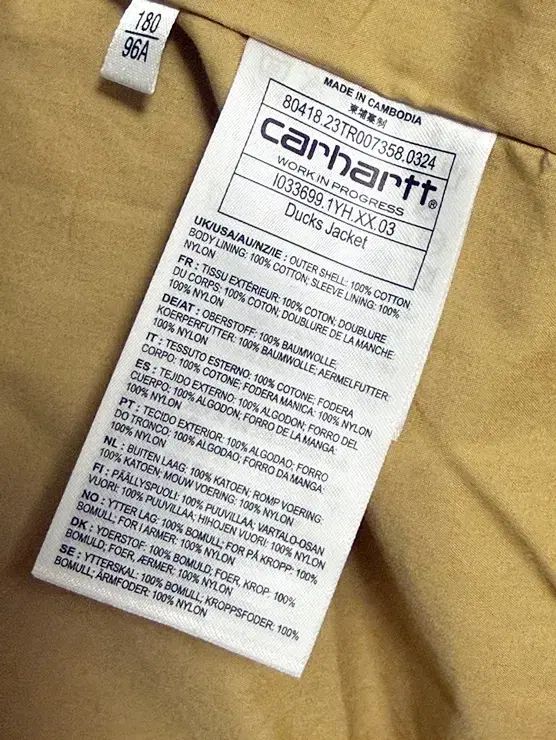 180
96A
MADE IN CAMBODIA
柬埔寨制
80418.23TR007358.0324
carhartt®
WORK IN PROGRESS
I033699.1YH.XX.03
Ducks Jacket
UK/USA/AU/NZ/IE : OUTER SHELL: 100% COTTON
BODY LINING: 100% COTTON; SLEEVE LINING: 100%
NYLON
FR : TISSU EXTÉRIEUR: 100% COTON; DOUBLURE
DU CORPS: 100% COTON; DOUBLURE DE LA MANCHE:
100% NYLON
DE/AT : OBERSTOFF: 100% BAUMWOLLE,
KOERPERFUTTER: 100% BAUMWOLLE; AERMELFUTTER:
100% NYLON
IT : TESSUTO ESTERNO: 100% COTONE; FODERA
CORPO: 100% COTONE; FODERA MANICA: 100% NYLON
ES : TEJIDO EXTERNO: 100% ALGODON; FORRO DEL
CUERPO: 100% ALGODON; FORRO DE LA MANGA:
100% NYLON
PT : TECIDO EXTERIOR: 100% ALGODAO; FORRO
DO TRONCO: 100% ALGODAO; FORRO DA MANGA:
100% NYLON
NL : BUITEN LAAG: 100% KATOEN; ROMP VOERING:
100% KATOEN; MOUW VOERING: 100% NYLON
FI : PÄÄLLYSPUOLI: 100% PUUVILLAA; VARTALO-OSAN
VUORI: 100% PUUVILLAA; HIHOJEN VUORI: 100% NYLON
NO : YTTER LAG: 100% BOMULL; FOR PÅ KROPP: 100%
BOMULL; FOR I ÆRMER: 100% NYLON
DK : YDERSTOF: 100% BOMULD; FOER, KROP: 100%
BOMULD; FOER, ÆRMER: 100% NYLON
SE : YTTERSKAL: 100% BOMULL; KROPPSFODER: 100%
BOMULL; ÄRMFODER: 100% NYLON